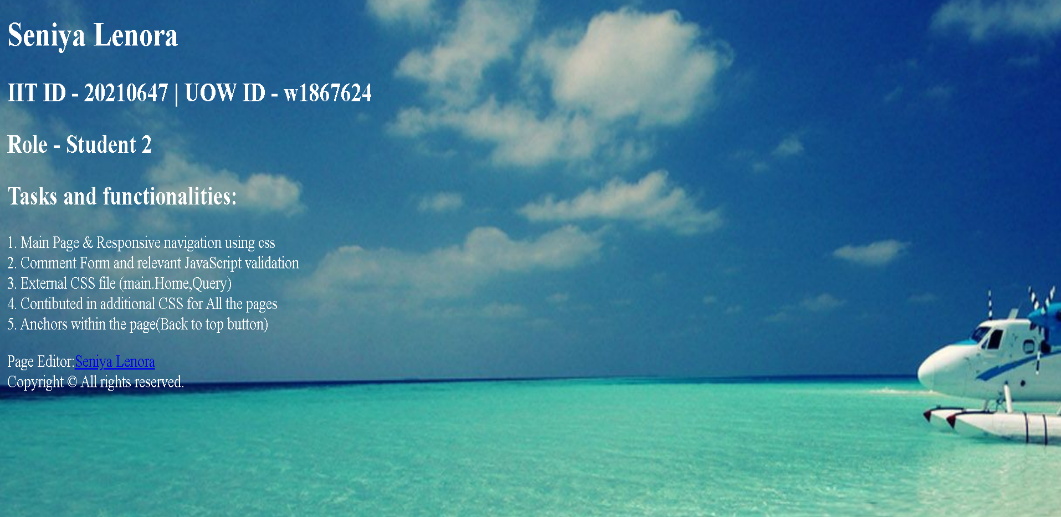 Seniya Lenora
IIT ID - 20210647 | UOW ID - w1867624
Role - Student 2
Tasks and functionalities:
1. Main Page & Responsive navigation using css
2. Comment Form and relevant JavaScript validation
3. External CSS file (main.Home,Query)
4. Contibuted in additional CSS for All the pages
5. Anchors within the page(Back to top button)
Page Editor:Seniya Lenora
Copyright © All rights reserved.